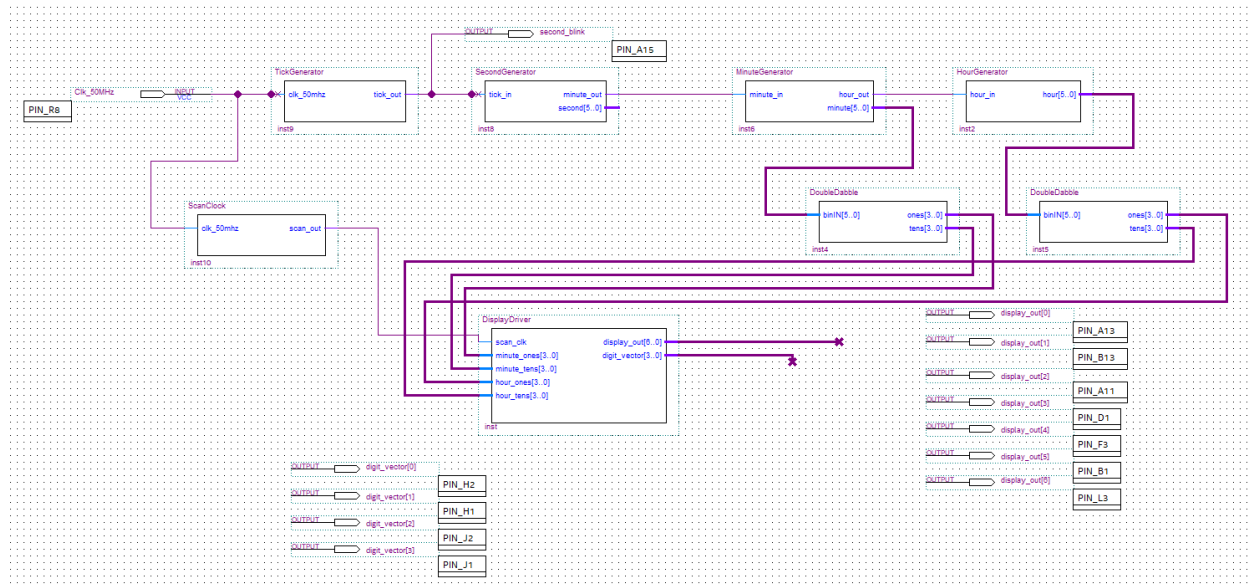 OUTPUT second_blink
PIN_A15
TickGenerator
clk_50mhz tick_out
inst9
SecondGenerator
tick_in minute_out
second[5..0]
inst8
MinuteGenerator
minute_in hour_out
minute[5..0]
inst6
HourGenerator
hour_in hour[5..0]
inst2
Clk_50MHz INPUT
VCC
PIN_R8
ScanClock
clk_50mhz scan_out
inst10
DoubleDabble
binIN[5..0] ones[3..0]
tens[3..0]
inst4
DoubleDabble
binIN[5..0] ones[3..0]
tens[3..0]
inst5
DisplayDriver
scan_clk display_out[6..0]
minute_ones[3..0] digit_vector[3..0]
minute_tens[3..0]
hour_ones[3..0]
hour_tens[3..0]
inst
OUTPUT display_out[0]
PIN_A13
OUTPUT display_out[1]
PIN_B13
OUTPUT display_out[2]
PIN_A11
OUTPUT display_out[3]
PIN_D1
OUTPUT display_out[4]
PIN_F3
OUTPUT display_out[5]
PIN_B1
OUTPUT display_out[6]
PIN_L3
OUTPUT digit_vector[0]
PIN_H2
OUTPUT digit_vector[1]
PIN_H1
OUTPUT digit_vector[2]
PIN_J2
OUTPUT digit_vector[3]
PIN_J1